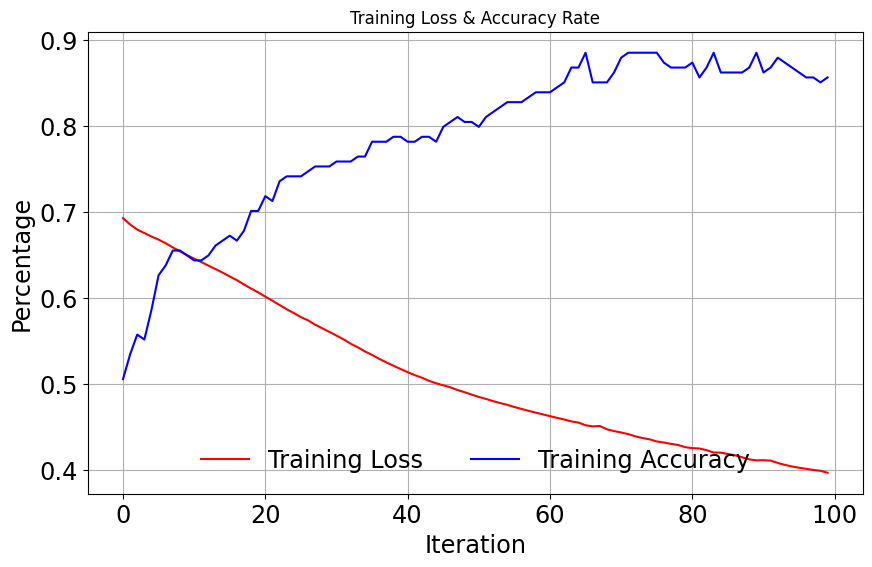 Training Loss & Accuracy Rate
Percentage
0.9
0.8
0.7
0.6
0.5
0.4
Training Loss Training Accuracy
0 20 40 60 80 100
Iteration